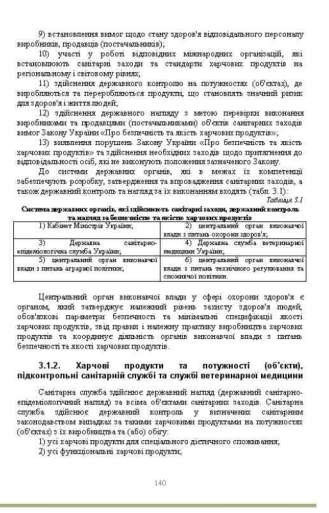 9) встановлення вимог щодо стану здоров'я відповідального персоналу
виробників, продавців (постачальників);
10) участі у роботі відповідних міжнародних організацій, які
встановлюють санітарні заходи та стандарти харчових продуктів на
регіональному і світовому рівнях;
11) здійснення державного контролю на потужностях (об'єктах), де
виробляються та переробляються продукти, що становлять значний ризик
для здоров'я і життя людей;
12) здійснення державного нагляду з метою перевірки виконання
виробниками та продавцями (постачальниками) об'єктів санітарних заходів
вимог Закону України «Про безпечність та якість харчових продуктів»;
13) виявлення порушень Закону України «Про безпечність та якість
харчових продуктів» та здійснення необхідних заходів щодо притягнення до
відповідальності осіб, які не виконують положення зазначеного Закону.
До системи державних органів, які в межах їх компетенції
забезпечують розробку, затвердження та впровадження санітарних заходів, а
також державний контроль та нагляд за їх виконанням входять (табл. 3.1):
Таблиця 3.1
Система державних органів, які здійснюють санітарні заходи, державний контроль
та нагляд за безпечністю та якістю харчових продуктів
1) Кабінет Міністрів України;
2) центральний орган виконавчої
влади з питань охорони здоров'я;
3) Державна санітарно-
епідеміологічна служба України;
4) Державна служба ветеринарної
медицини України;
5) центральний орган виконавчої
влади з питань аграрної політики;
6) центральний орган виконавчої
влади з питань технічного регулювання та
споживчої політики.
Центральний орган виконавчої влади у сфері охорони здоров'я є
органом, який затверджує належний рівень захисту здоров'я людей,
обов'язкові параметри безпечності та мінімальні специфікації якості
харчових продуктів, звід правил і належну практику виробництва харчових
продуктів та координує діяльність органів виконавчої влади з питань
безпечності та якості харчових продуктів.
3.1.2. Харчові продукти та потужності (об'єкти),
підконтрольні санітарній службі та службі ветеринарної медицини
Санітарна служба здійснює державний нагляд (державний санітарно-
епідеміологічний нагляд) за всіма об'єктами санітарних заходів. Санітарна
служба здійснює державний контроль у визначених санітарним
законодавством випадках за такими харчовими продуктами на потужностях
(об'єктах) з їх виробництва та (або) обігу:
1) усі харчові продукти для спеціального дієтичного споживання;
2) усі функціональні харчові продукти;
140